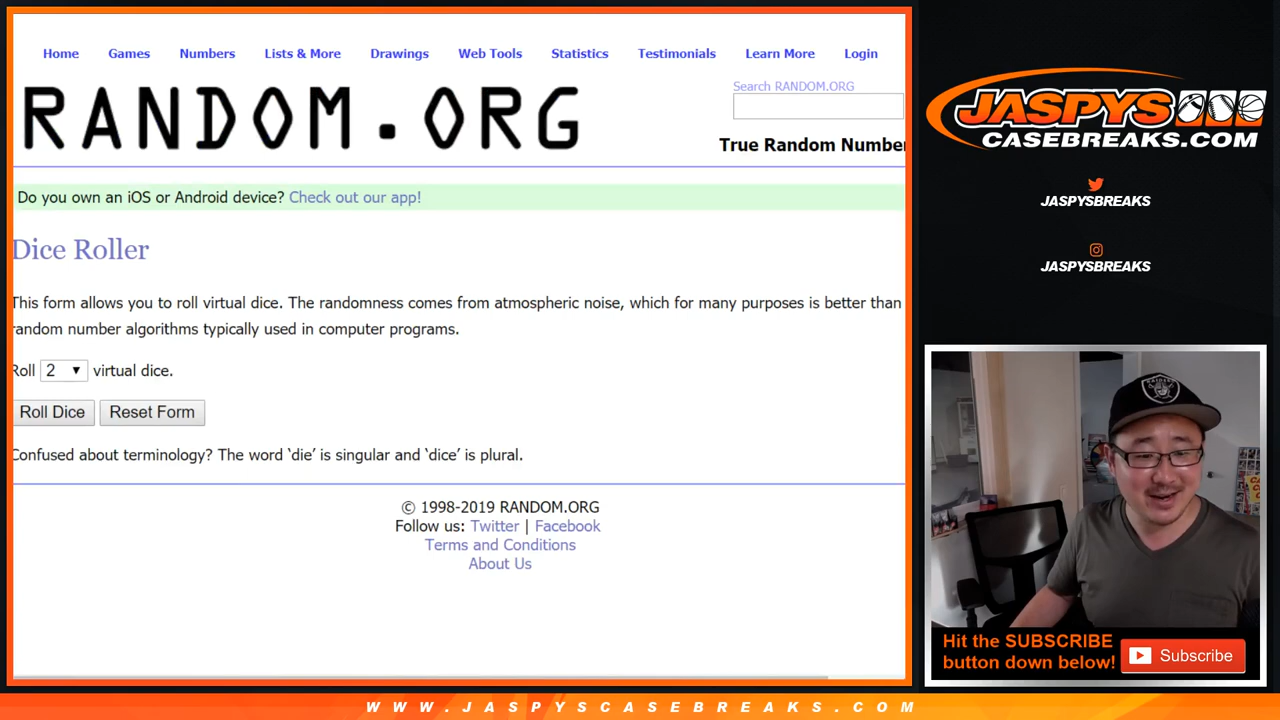 Home Games Numbers Lists & More Drawings Web Tools Statistics Testimonials Learn More Login
RANDOM.ORG
Search RANDOM.ORG
True Random Number
Do you own an iOS or Android device? Check out our app!
Dice Roller
This form allows you to roll virtual dice. The randomness comes from atmospheric noise, which for many purposes is better than
random number algorithms typically used in computer programs.
Roll 2 virtual dice.
Roll Dice Reset Form
Confused about terminology? The word ‘die’ is singular and ‘dice’ is plural.
© 1998-2019 RANDOM.ORG
Follow us: Twitter | Facebook
Terms and Conditions
About Us
JASPYS
CASEBREAKS.COM
JASPYSBREAKS
JASPYSBREAKS
RAIDERS
Hit the SUBSCRIBE
button down below!
Subscribe
WWW.JASPYSCASEBREAKS.COM